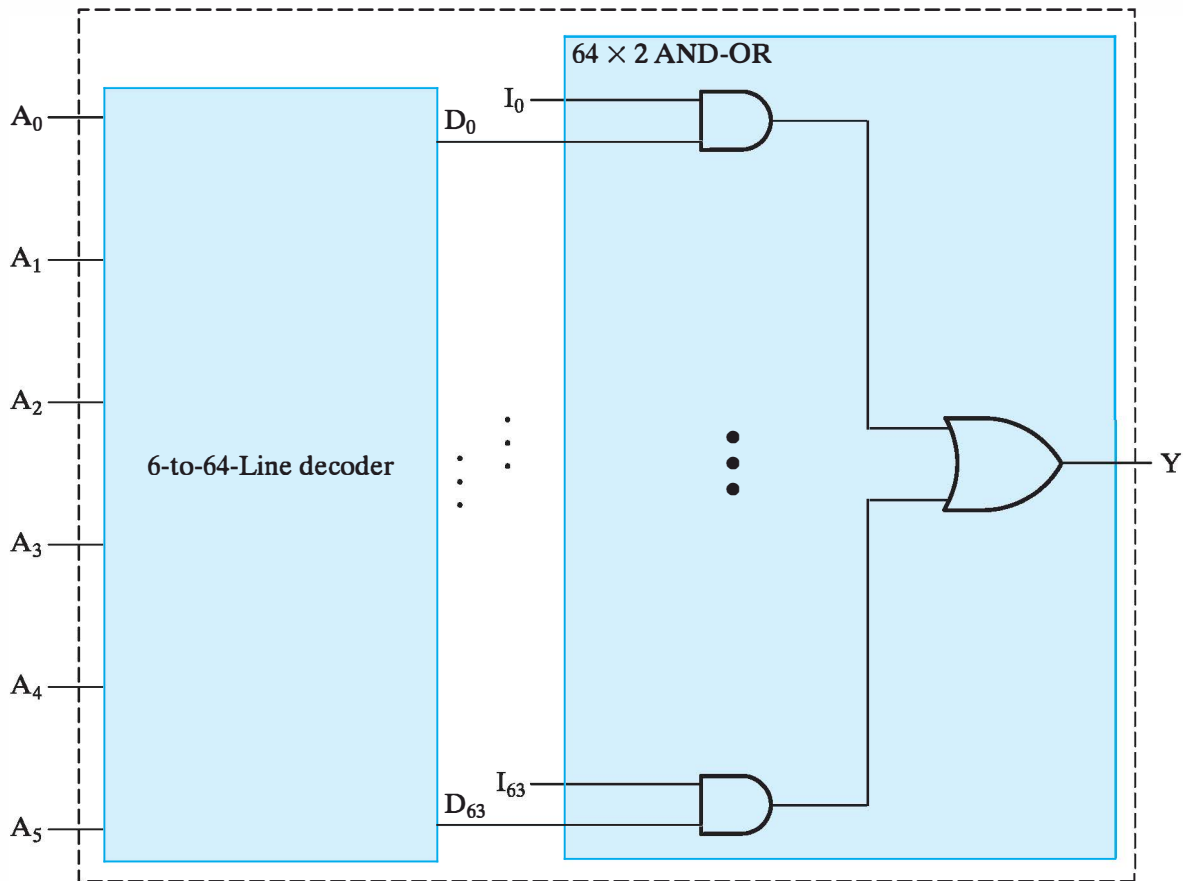 64 × 2 AND-OR
I₀
A₀
D₀
A₁
A₂
6-to-64-Line decoder
Y
A₃
A₄
I₆₃
D₆₃
A₅